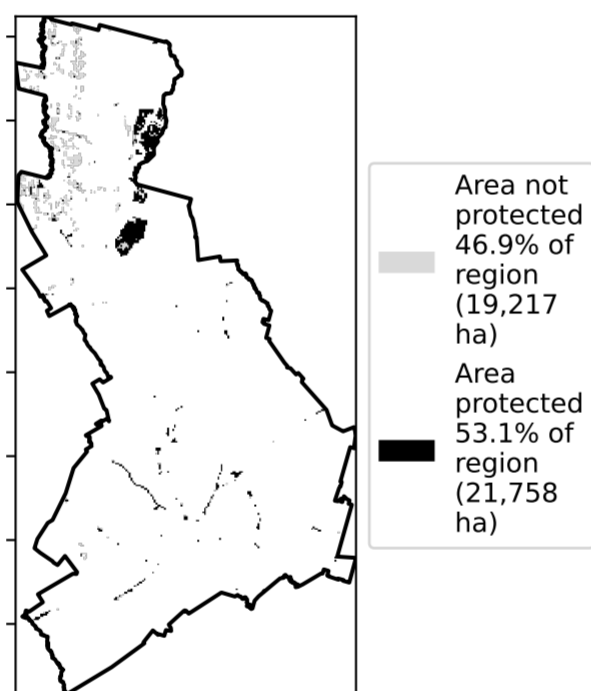 Area not
protected
46.9% of
region
(19,217
ha)
Area
protected
53.1% of
region
(21,758
ha)